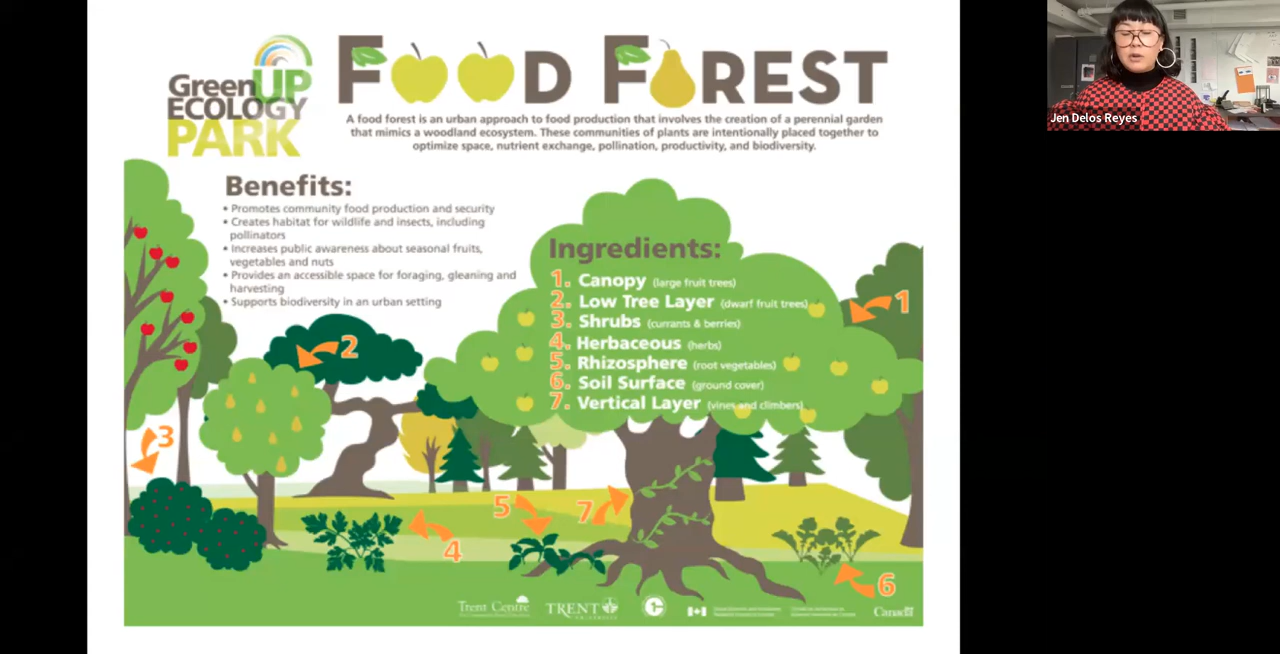 GreenUP
ECOLOGY
PARK
FOOD FOREST
A food forest is an urban approach to food production that involves the creation of a perennial garden
that mimics a woodland ecosystem. These communities of plants are intentionally placed together to
optimize space, nutrient exchange, pollination, productivity, and biodiversity.
Jen Delos Reyes
Benefits:
• Promotes community food production and security
• Creates habitat for wildlife and insects, including
pollinators
• Increases public awareness about seasonal fruits,
vegetables and nuts
• Provides an accessible space for foraging, gleaning and
harvesting
• Supports biodiversity in an urban setting
Ingredients:
1. Canopy (large fruit trees)
2. Low Tree Layer (dwarf fruit trees)
3. Shrubs (currants & berries)
4. Herbaceous (herbs)
5. Rhizosphere (root vegetables)
6. Soil Surface (ground cover)
7. Vertical Layer (vines and climbers)
1
2
3
5
7
4
6
Trent Centre
TRENT
Canada